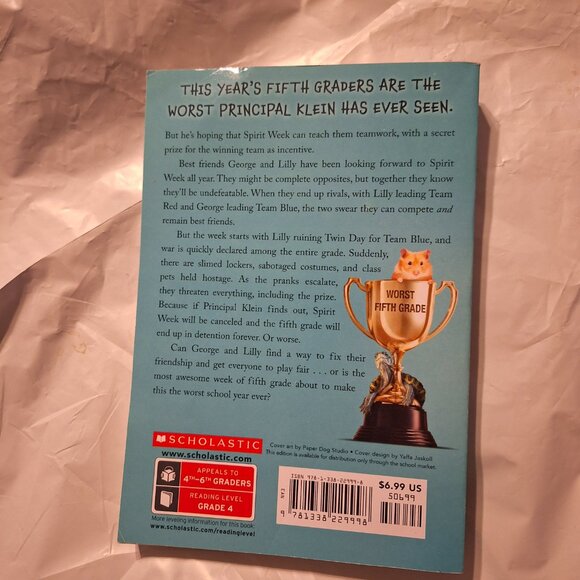 THIS YEAR'S FIFTH GRADERS ARE THE
WORST PRINCIPAL KLEIN HAS EVER SEEN.
But he's hoping that Spirit Week can teach them teamwork, with a secret
prize for the winning team as incentive.
Best friends George and Lilly have been looking forward to Spirit
Week all year. They might be complete opposites, but together they know
they'll be undefeatable. When they end up rivals, with Lilly leading Team
Red and George leading Team Blue, the two swear they can compete and
remain best friends.
But the week starts with Lilly ruining Twin Day for Team Blue, and
war is quickly declared among the entire grade. Suddenly,
there are slimed lockers, sabotaged costumes, and class
pets held hostage. As the pranks escalate,
they threaten everything, including the prize.
Because if Principal Klein finds out, Spirit
Week will be canceled and the fifth grade will
end up in detention forever. Or worse.
Can George and Lilly find a way to fix their
friendship and get everyone to play fair . . . or is the
most awesome week of fifth grade about to make
this the worst school year ever?
WORST
FIFTH GRADE
SCHOLASTIC
www.scholastic.com
Cover art by Paper Dog Studio • Cover design by Yaffa Jaskoll
This edition is available for distribution only through the school market.
APPEALS TO
4TH–6TH GRADERS
READING LEVEL
GRADE 4
More leveling information for this book:
www.scholastic.com/readinglevel
ISBN 978-1-338-22999-8
9 781338 229998
$6.99 US
50699